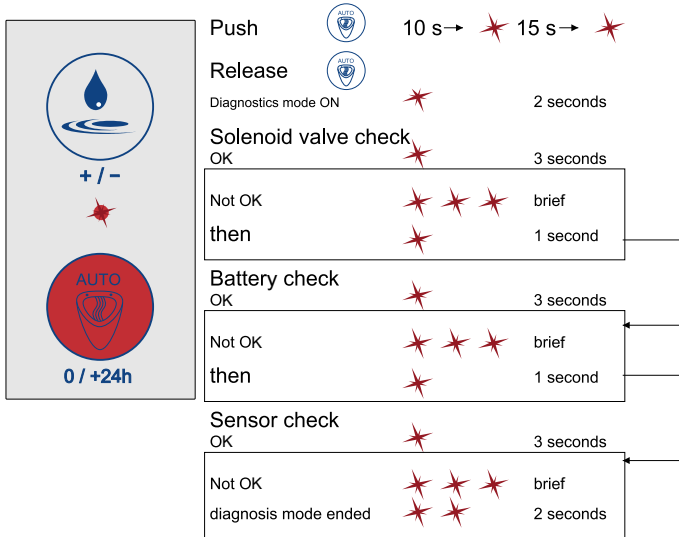 Push AUTO 10 s 15 s
Release AUTO
Diagnostics mode ON 2 seconds
Solenoid valve check
OK 3 seconds
+ / −
Not OK brief
then 1 second
AUTO
0 / +24h
Battery check
OK 3 seconds
Not OK brief
then 1 second
Sensor check
OK 3 seconds
Not OK brief
diagnosis mode ended 2 seconds